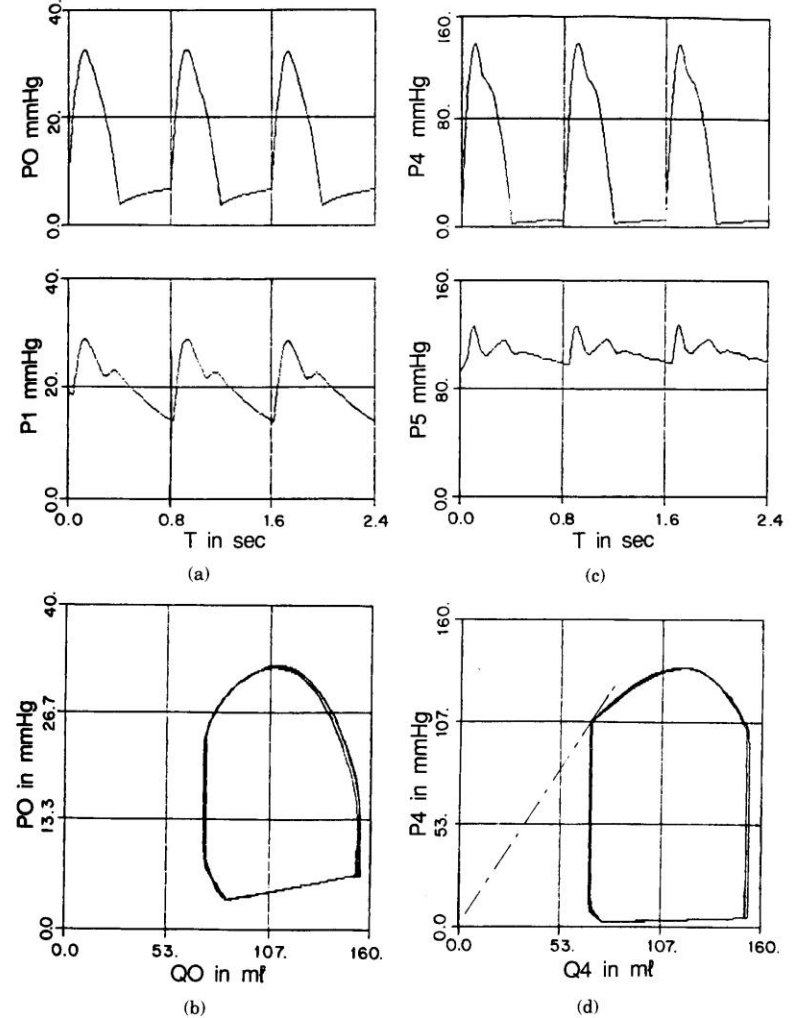 40.
20.
0.0
PO mmHg
160.
80.
0.0
P4 mmHg
40.
20.
0.0
P1 mmHg
0.0 0.8 1.6 2.4
T in sec
(a)
160.
80.
0.0
P5 mmHg
0.0 0.8 1.6 2.4
T in sec
(c)
40.
26.7
13.3
0.0
PO in mmHg
0.0 53. 107. 160.
QO in mℓ
(b)
160.
107.
53.
0.0
P4 in mmHg
0.0 53. 107. 160.
Q4 in mℓ
(d)